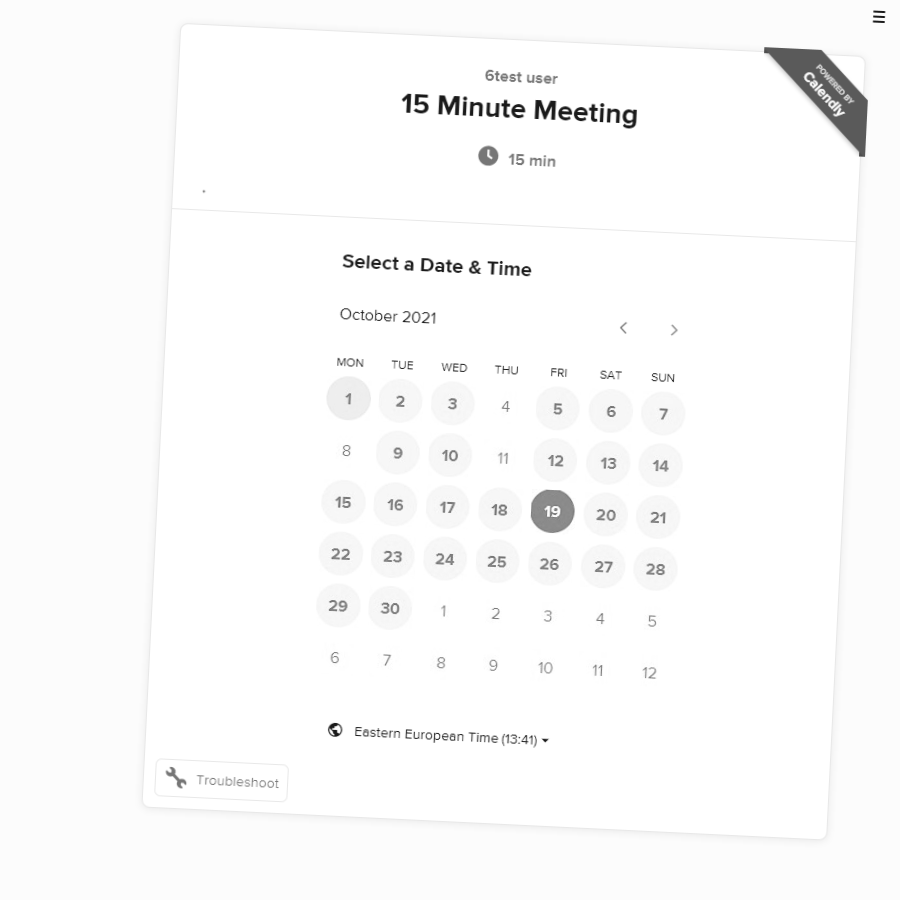 6test user
15 Minute Meeting
15 min
POWERED BY
Calendly
.
Select a Date & Time
October 2021
MON TUE WED THU FRI SAT SUN
1 2 3 4 5 6 7
8 9 10 11 12 13 14
15 16 17 18 19 20 21
22 23 24 25 26 27 28
29 30 1 2 3 4 5
6 7 8 9 10 11 12
Eastern European Time (13:41)
Troubleshoot